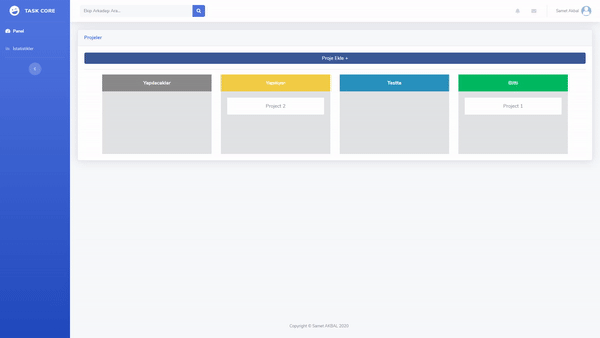 TASK CORE
Ekip Arkadaşı Ara...
Samet Akbal
Panel
İstatistikler
Projeler
Proje Ekle +
Yapılacaklar
Yapılıyor
Testte
Bitti
Project 2
Project 1
Copyright © Samet AKBAL 2020